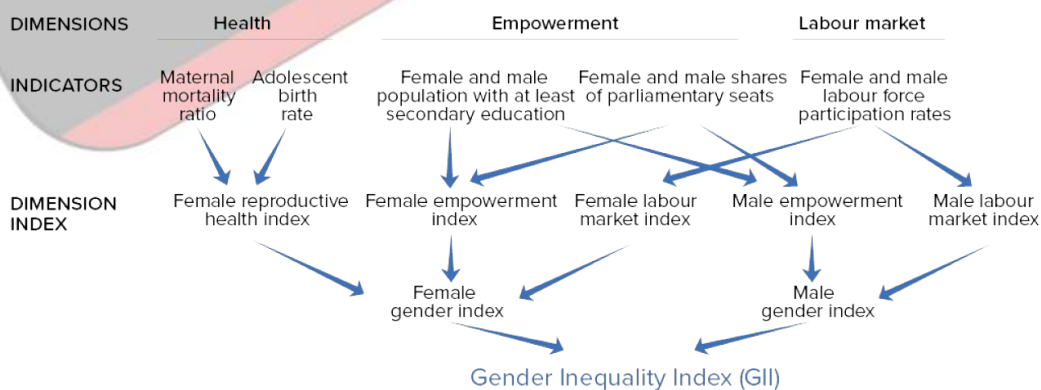 DIMENSIONS
Health
Empowerment
Labour market
INDICATORS
Maternal
mortality
ratio
Adolescent
birth
rate
Female and male
population with at least
secondary education
Female and male shares
of parliamentary seats
Female and male
labour force
participation rates
DIMENSION
INDEX
Female reproductive
health index
Female empowerment
index
Female labour
market index
Male empowerment
index
Male labour
market index
Female
gender index
Male
gender index
Gender Inequality Index (GII)